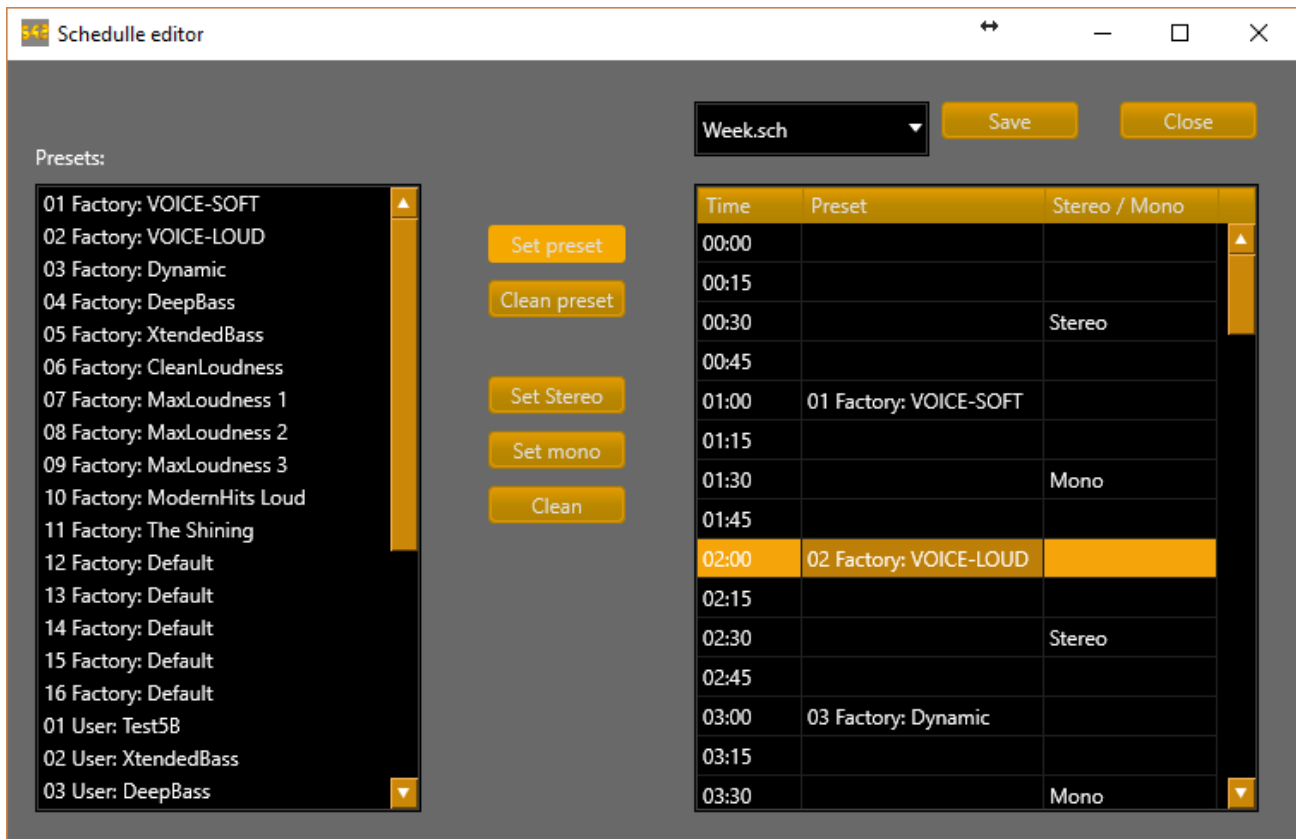 Schedulle editor
Week.sch
Save
Close
Presets:
01 Factory: VOICE-SOFT
02 Factory: VOICE-LOUD
03 Factory: Dynamic
04 Factory: DeepBass
05 Factory: XtendedBass
06 Factory: CleanLoudness
07 Factory: MaxLoudness 1
08 Factory: MaxLoudness 2
09 Factory: MaxLoudness 3
10 Factory: ModernHits Loud
11 Factory: The Shining
12 Factory: Default
13 Factory: Default
14 Factory: Default
15 Factory: Default
16 Factory: Default
01 User: Test5B
02 User: XtendedBass
03 User: DeepBass
Set preset
Clean preset
Set Stereo
Set mono
Clean
Time Preset Stereo / Mono
00:00
00:15
00:30 Stereo
00:45
01:00 01 Factory: VOICE-SOFT
01:15
01:30 Mono
01:45
02:00 02 Factory: VOICE-LOUD
02:15
02:30 Stereo
02:45
03:00 03 Factory: Dynamic
03:15
03:30 Mono